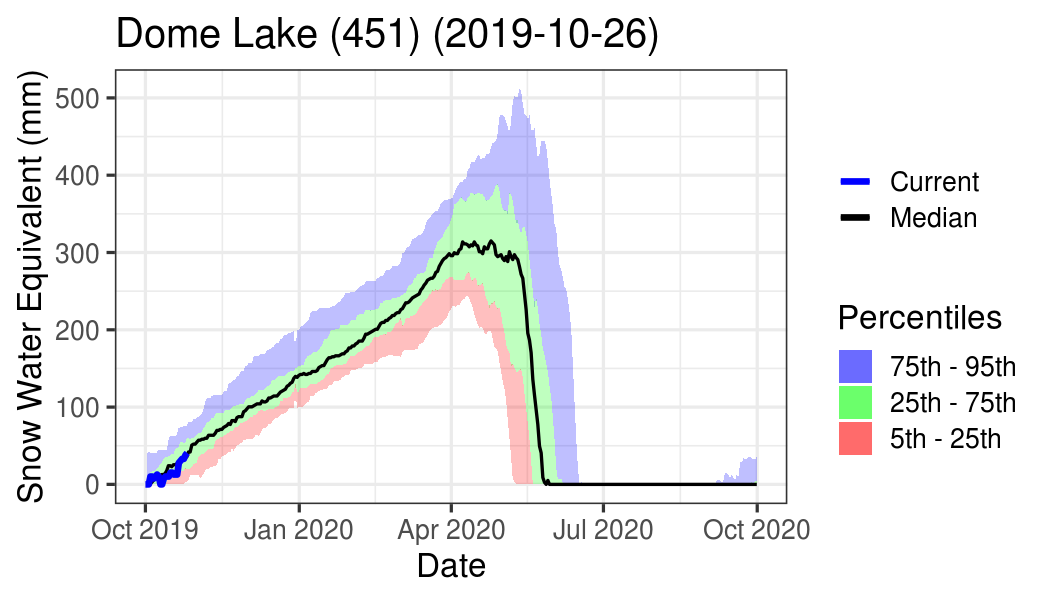 Dome Lake (451) (2019-10-26)
Snow Water Equivalent (mm)
500
400
300
200
100
0
Oct 2019
Jan 2020
Apr 2020
Jul 2020
Oct 2020
Date
Current
Median
Percentiles
75th - 95th
25th - 75th
5th - 25th